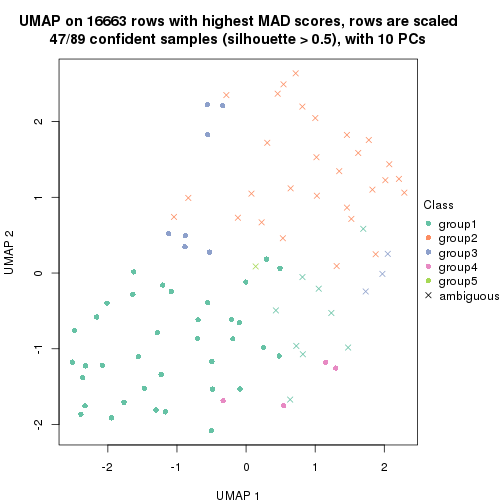 UMAP on 16663 rows with highest MAD scores, rows are scaled
47/89 confident samples (silhouette > 0.5), with 10 PCs
2
1
0
-1
-2
UMAP 2
-2
-1
0
1
2
UMAP 1
Class
group1
group2
group3
group4
group5
ambiguous